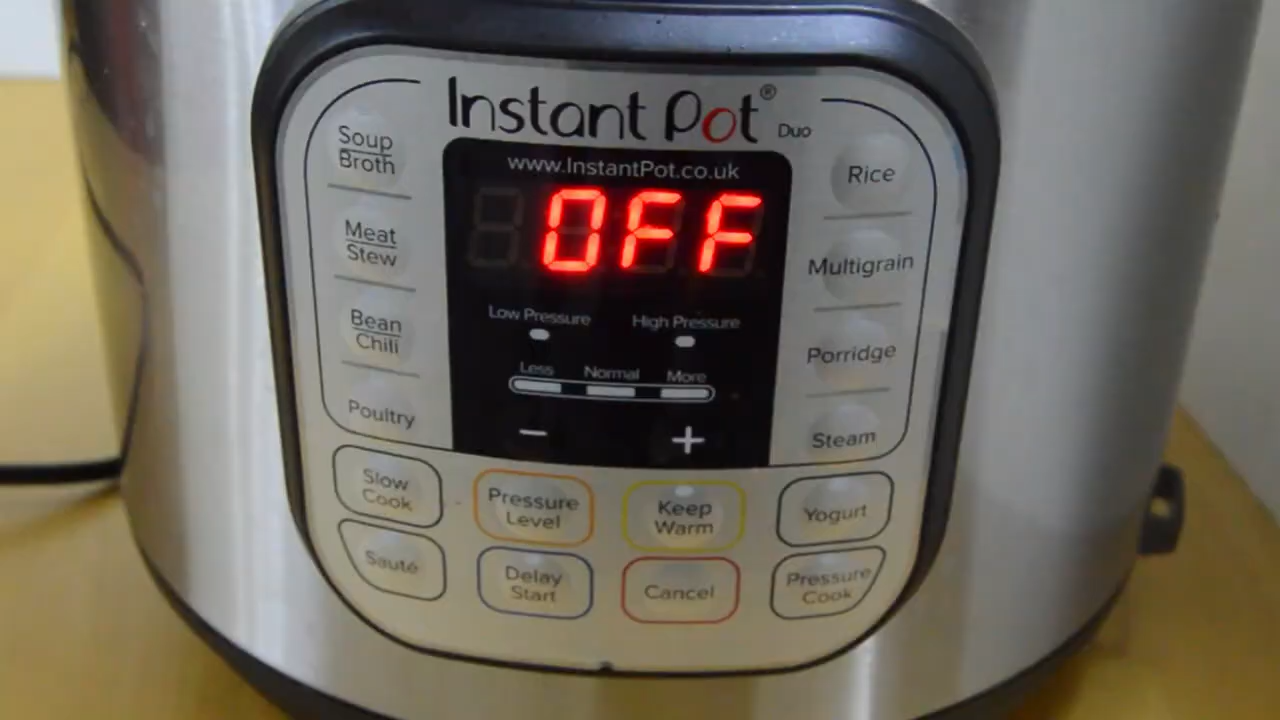 Instant Pot® Duo
www.InstantPot.co.uk
OFF
Low Pressure
High Pressure
Less
Normal
More
−
+
Soup
Broth
Meat
Stew
Bean
Chili
Poultry
Rice
Multigrain
Porridge
Steam
Slow
Cook
Pressure
Level
Keep
Warm
Yogurt
Sauté
Delay
Start
Cancel
Pressure
Cook